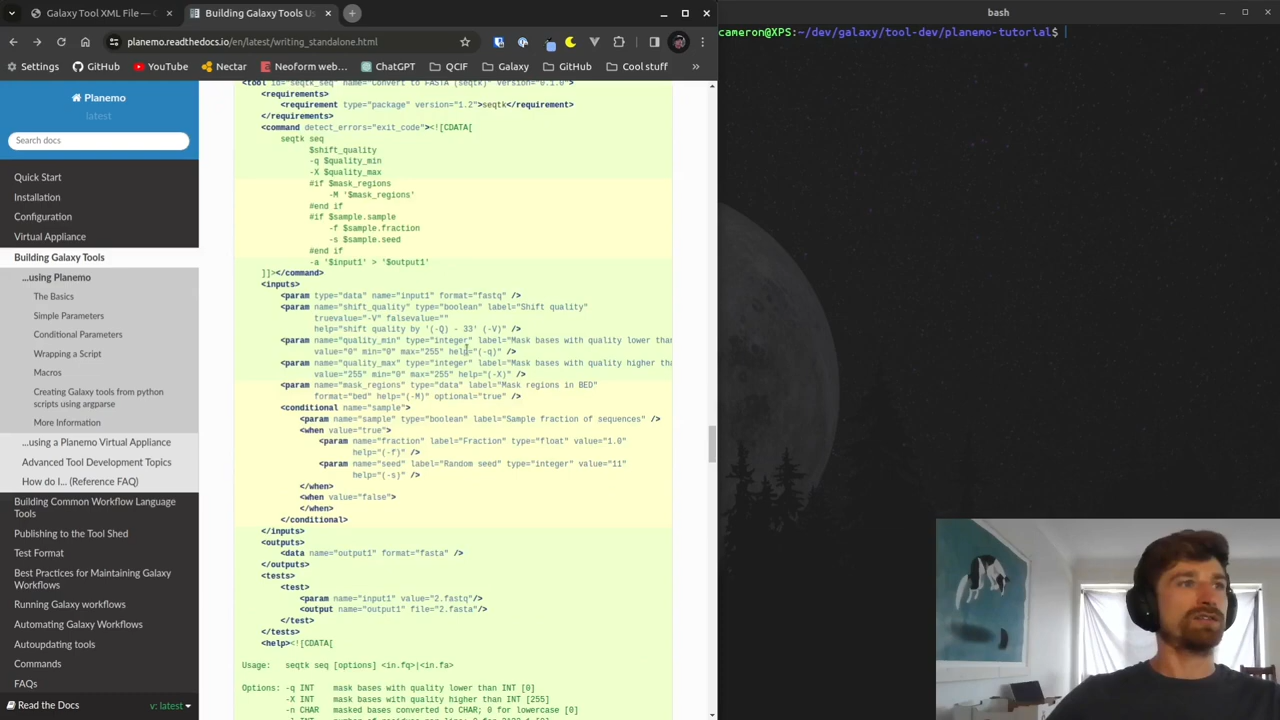 Galaxy Tool XML File —
Building Galaxy Tools Us
bash
planemo.readthedocs.io/en/latest/writing_standalone.html
cameron@XPS:~/dev/galaxy/tool-dev/planemo-tutorial$
Settings
GitHub
YouTube
Nectar
Neoform web...
ChatGPT
QCIF
Galaxy
GitHub
Cool stuff
»
Planemo
latest
Search docs
Quick Start
Installation
Configuration
Virtual Appliance
Building Galaxy Tools
...using Planemo
The Basics
Simple Parameters
Conditional Parameters
Wrapping a Script
Macros
Creating Galaxy tools from python
scripts using argparse
More Information
...using a Planemo Virtual Appliance
Advanced Tool Development Topics
How do I... (Reference FAQ)
Building Common Workflow Language
Tools
Publishing to the Tool Shed
Test Format
Best Practices for Maintaining Galaxy
Workflows
Running Galaxy workflows
Automating Galaxy Workflows
Autoupdating tools
Commands
FAQs
Read the Docs
v: latest
<tool id="seqtk_seq" name="Convert to FASTA (seqtk)" version="0.1.0">
<requirements>
<requirement type="package" version="1.2">seqtk</requirement>
</requirements>
<command detect_errors="exit_code"><![CDATA[
seqtk seq
$shift_quality
-q $quality_min
-X $quality_max
#if $mask_regions
-M '$mask_regions'
#end if
#if $sample.sample
-f $sample.fraction
-s $sample.seed
#end if
-a '$input1' > '$output1'
]]></command>
<inputs>
<param type="data" name="input1" format="fastq" />
<param name="shift_quality" type="boolean" label="Shift quality"
truevalue="-V" falsevalue=""
help="shift quality by '(-Q) - 33' (-V)" />
<param name="quality_min" type="integer" label="Mask bases with quality lower than
value="0" min="0" max="255" help="(-q)" />
<param name="quality_max" type="integer" label="Mask bases with quality higher tha
value="255" min="0" max="255" help="(-X)" />
<param name="mask_regions" type="data" label="Mask regions in BED"
format="bed" help="(-M)" optional="true" />
<conditional name="sample">
<param name="sample" type="boolean" label="Sample fraction of sequences" />
<when value="true">
<param name="fraction" label="Fraction" type="float" value="1.0"
help="(-f)" />
<param name="seed" label="Random seed" type="integer" value="11"
help="(-s)" />
</when>
<when value="false">
</when>
</conditional>
</inputs>
<outputs>
<data name="output1" format="fasta" />
</outputs>
<tests>
<test>
<param name="input1" value="2.fastq"/>
<output name="output1" file="2.fasta"/>
</test>
</tests>
<help><![CDATA[
Usage: seqtk seq [options] <in.fq>|<in.fa>
Options: -q INT mask bases with quality lower than INT [0]
-X INT mask bases with quality higher than INT [255]
-n CHAR masked bases converted to CHAR; 0 for lowercase [0]